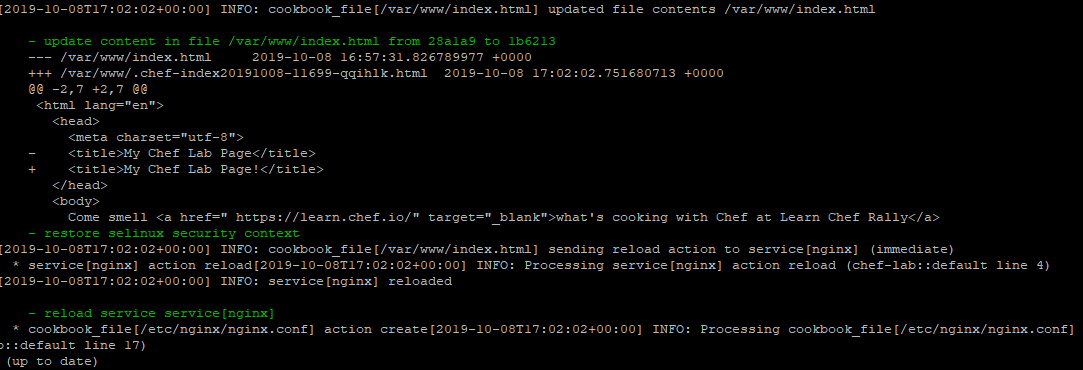 [2019-10-08T17:02:02+00:00] INFO: cookbook_file[/var/www/index.html] updated file contents /var/www/index.html
- update content in file /var/www/index.html from 28a1a9 to 1b6213
--- /var/www/index.html     2019-10-08 16:57:31.826789977 +0000
+++ /var/www/.chef-index20191008-11699-qqihlk.html  2019-10-08 17:02:02.751680713 +0000
@@ -2,7 +2,7 @@
<html lang="en">
<head>
<meta charset="utf-8">
-    <title>My Chef Lab Page</title>
+    <title>My Chef Lab Page!</title>
</head>
<body>
Come smell <a href=" https://learn.chef.io/" target="_blank">what's cooking with Chef at Learn Chef Rally</a>
- restore selinux security context
[2019-10-08T17:02:02+00:00] INFO: cookbook_file[/var/www/index.html] sending reload action to service[nginx] (immediate)
* service[nginx] action reload[2019-10-08T17:02:02+00:00] INFO: Processing service[nginx] action reload (chef-lab::default line 4)
[2019-10-08T17:02:02+00:00] INFO: service[nginx] reloaded
- reload service service[nginx]
* cookbook_file[/etc/nginx/nginx.conf] action create[2019-10-08T17:02:02+00:00] INFO: Processing cookbook_file[/etc/nginx/nginx.conf]
::default line 17)
(up to date)